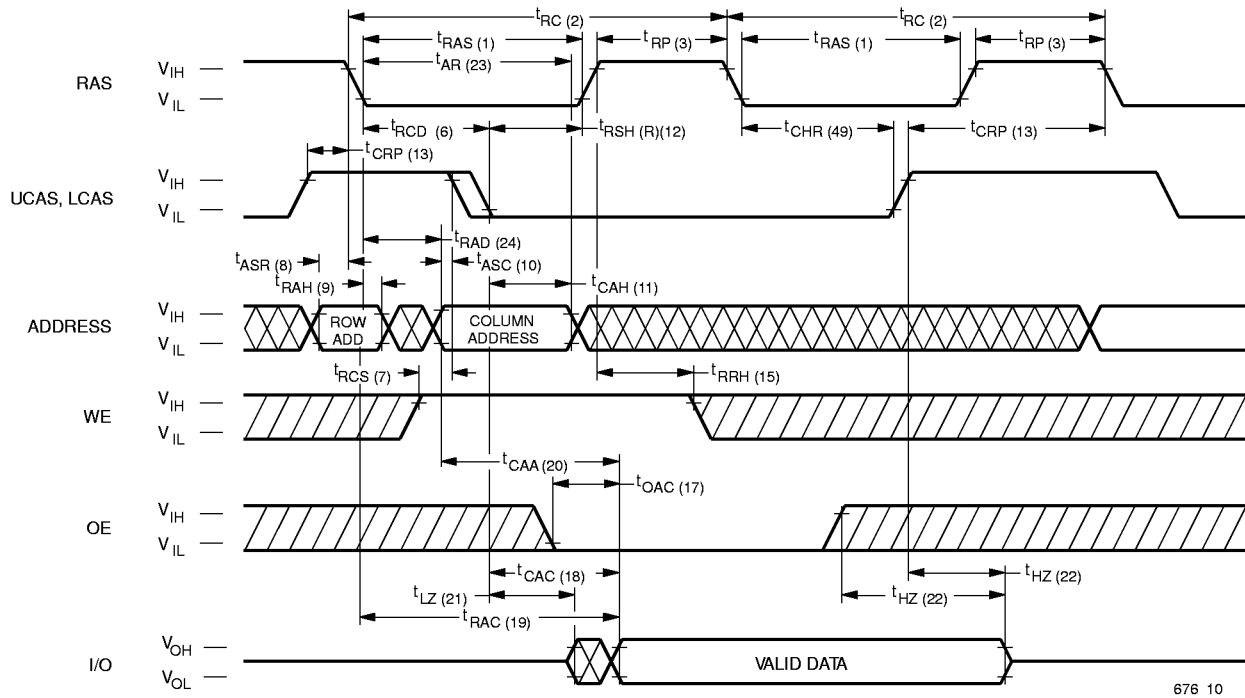 tRC (2) tRC (2)
tRAS (1) tRP (3) tRAS (1) tRP (3)
tAR (23)
RAS VIH
VIL
tRCD (6) tRSH (R)(12) tCHR (49) tCRP (13)
tCRP (13)
UCAS, LCAS VIH
VIL
tRAD (24)
tASR (8) tASC (10)
tRAH (9) tCAH (11)
ADDRESS VIH ROW ADD COLUMN ADDRESS
VIL
tRCS (7) tRRH (15)
WE VIH
VIL
tCAA (20)
tOAC (17)
OE VIH
VIL
tCAC (18) tHZ (22)
tLZ (21) tHZ (22)
tRAC (19)
I/O VOH VALID DATA
VOL
676 10